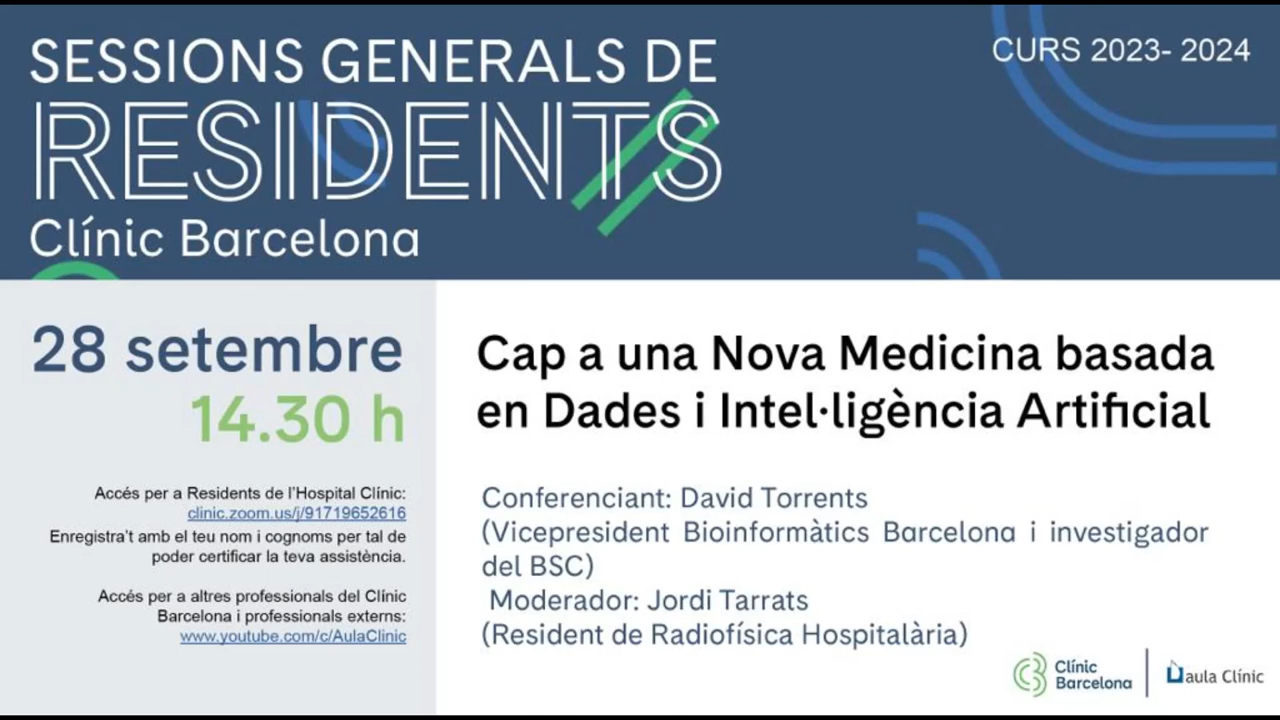 SESSIONS GENERALS DE
RESIDENTS
Clínic Barcelona
CURS 2023- 2024
28 setembre
14.30 h
Accés per a Residents de l'Hospital Clínic:
clinic.zoom.us/j/91719652616
Enregistra't amb el teu nom i cognoms per tal de
poder certificar la teva assistència.
Accés per a altres professionals del Clínic
Barcelona i professionals externs:
www.youtube.com/c/AulaClinic
Cap a una Nova Medicina basada
en Dades i Intel·ligència Artificial
Conferenciant: David Torrents
(Vicepresident Bioinformàtics Barcelona i investigador
del BSC)
Moderador: Jordi Tarrats
(Resident de Radiofísica Hospitalària)
Clínic
Barcelona
aula Clínic